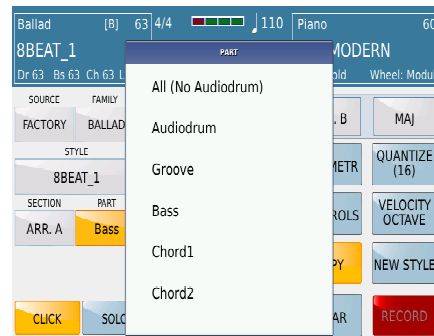 Ballad [B] 63 4/4 110 Piano 60
8BEAT_1 MODERN
Dr 63 Bs 63 Ch 63 L old Wheel: Modu
PART
All (No Audiodrum)
Audiodrum
Groove
Bass
Chord1
Chord2
SOURCE FAMILY
FACTORY BALLAD
STYLE
8BEAT_1
SECTION PART
ARR. A Bass
CLICK SOLO
. B MAJ
METR QUANTIZE (16)
ROLS VELOCITY OCTAVE
PY NEW STYLE
AR RECORD